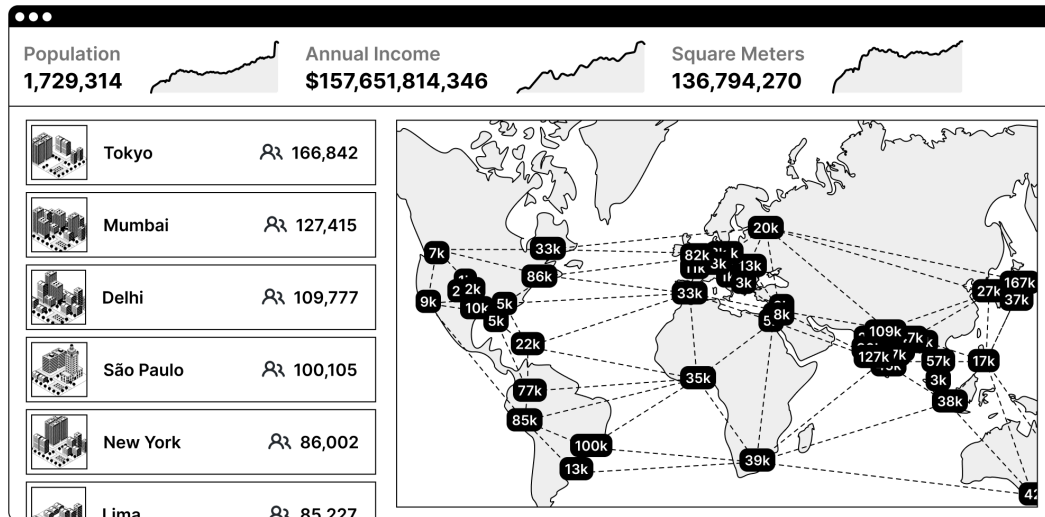 Population
1,729,314
Annual Income
$157,651,814,346
Square Meters
136,794,270
Tokyo
166,842
Mumbai
127,415
Delhi
109,777
São Paulo
100,105
New York
86,002
Lima
85,227
7k
33k
20k
82k
13k
86k
3k
167k
27k
37k
2k
9k
10k
5k
5k
33k
8k
22k
109k
127k
57k
17k
35k
3k
77k
38k
85k
100k
13k
39k